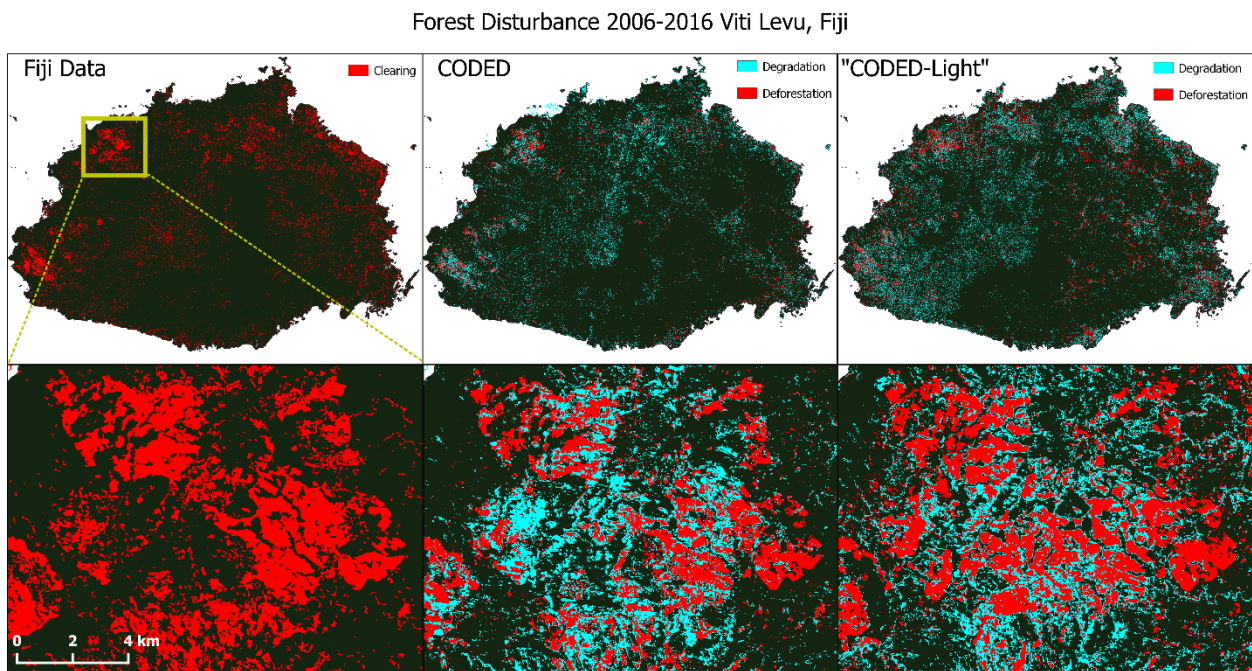 Forest Disturbance 2006-2016 Viti Levu, Fiji
Fiji Data
Clearing
CODED
Degradation
Deforestation
"CODED-Light"
Degradation
Deforestation
0 2 4 km